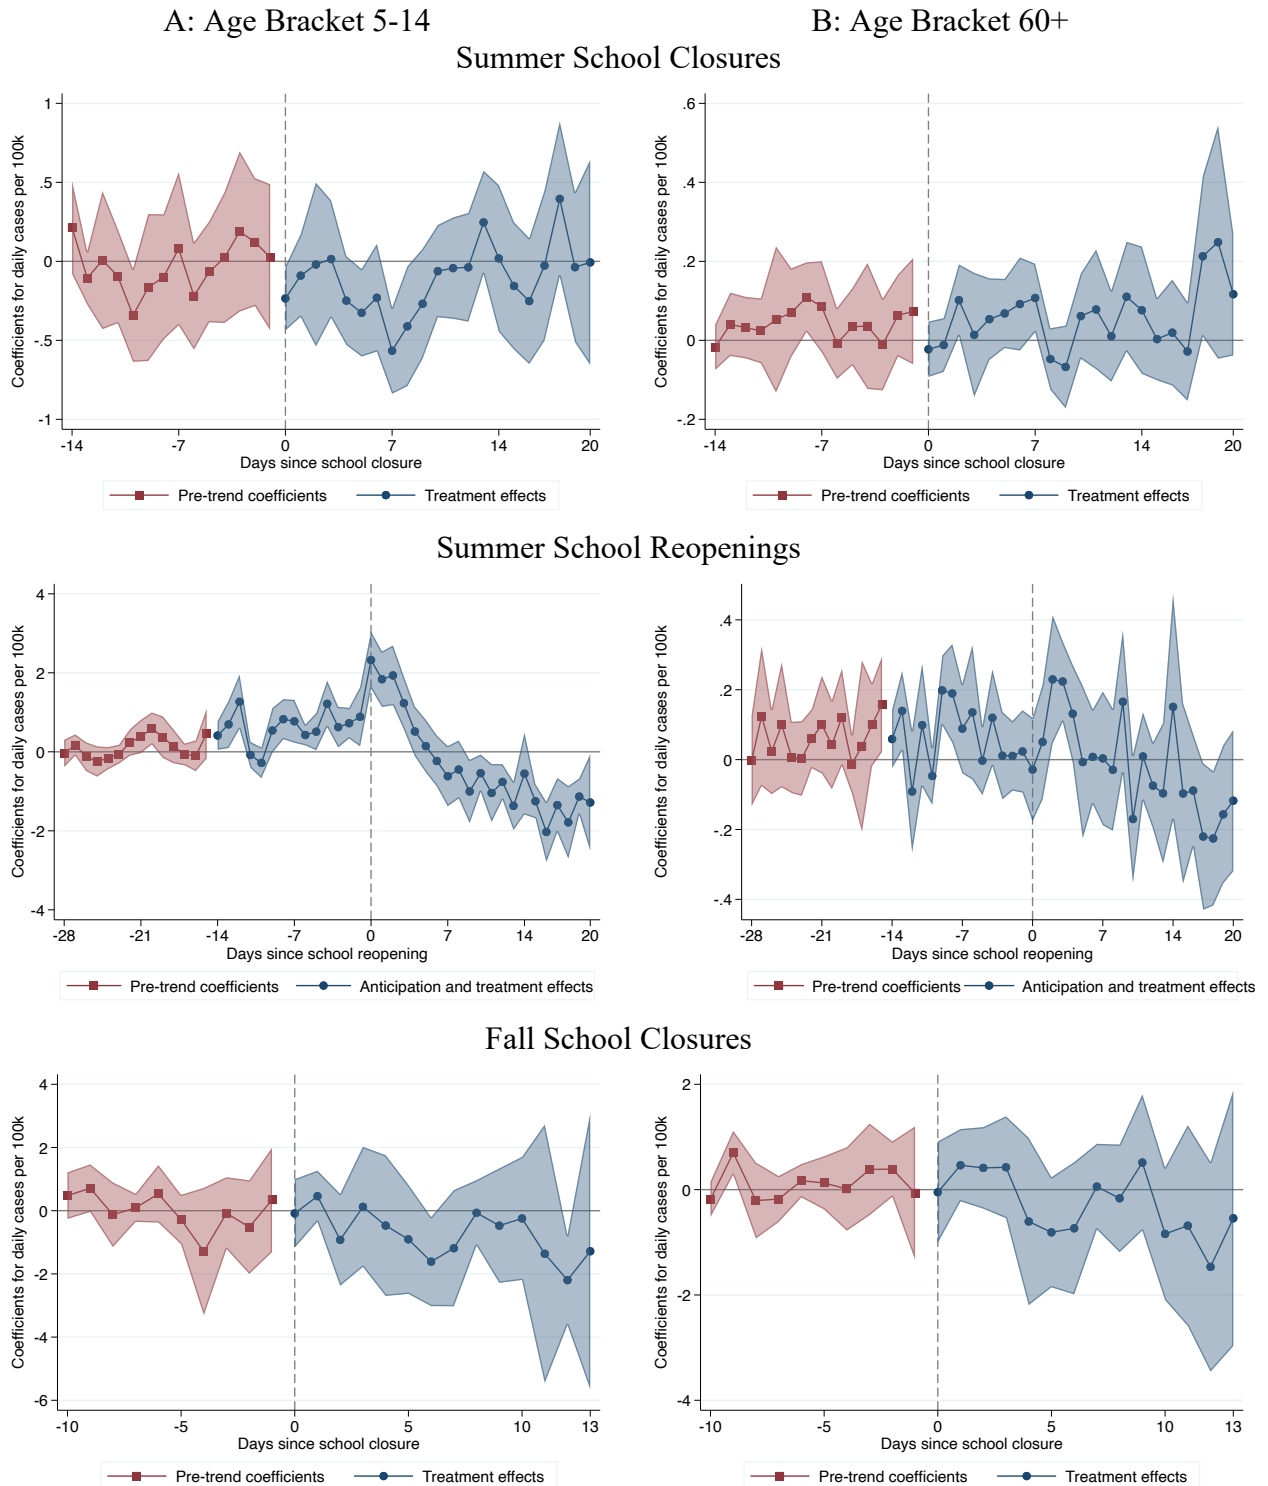 A: Age Bracket 5-14
B: Age Bracket 60+
Summer School Closures
Coefficients for daily cases per 100k
1
.5
0
-.5
-1
-14
-7
0
7
14
20
Days since school closure
Pre-trend coefficients
Treatment effects
Coefficients for daily cases per 100k
.6
.4
.2
0
-.2
-14
-7
0
7
14
20
Days since school closure
Pre-trend coefficients
Treatment effects
Summer School Reopenings
Coefficients for daily cases per 100k
4
2
0
-2
-4
-28
-21
-14
-7
0
7
14
20
Days since school reopening
Pre-trend coefficients
Anticipation and treatment effects
Coefficients for daily cases per 100k
.4
.2
0
-.2
-.4
-28
-21
-14
-7
0
7
14
20
Days since school reopening
Pre-trend coefficients
Anticipation and treatment effects
Fall School Closures
Coefficients for daily cases per 100k
4
2
0
-2
-4
-6
-10
-5
0
5
10
13
Days since school closure
Pre-trend coefficients
Treatment effects
Coefficients for daily cases per 100k
2
0
-2
-4
-10
-5
0
5
10
13
Days since school closure
Pre-trend coefficients
Treatment effects